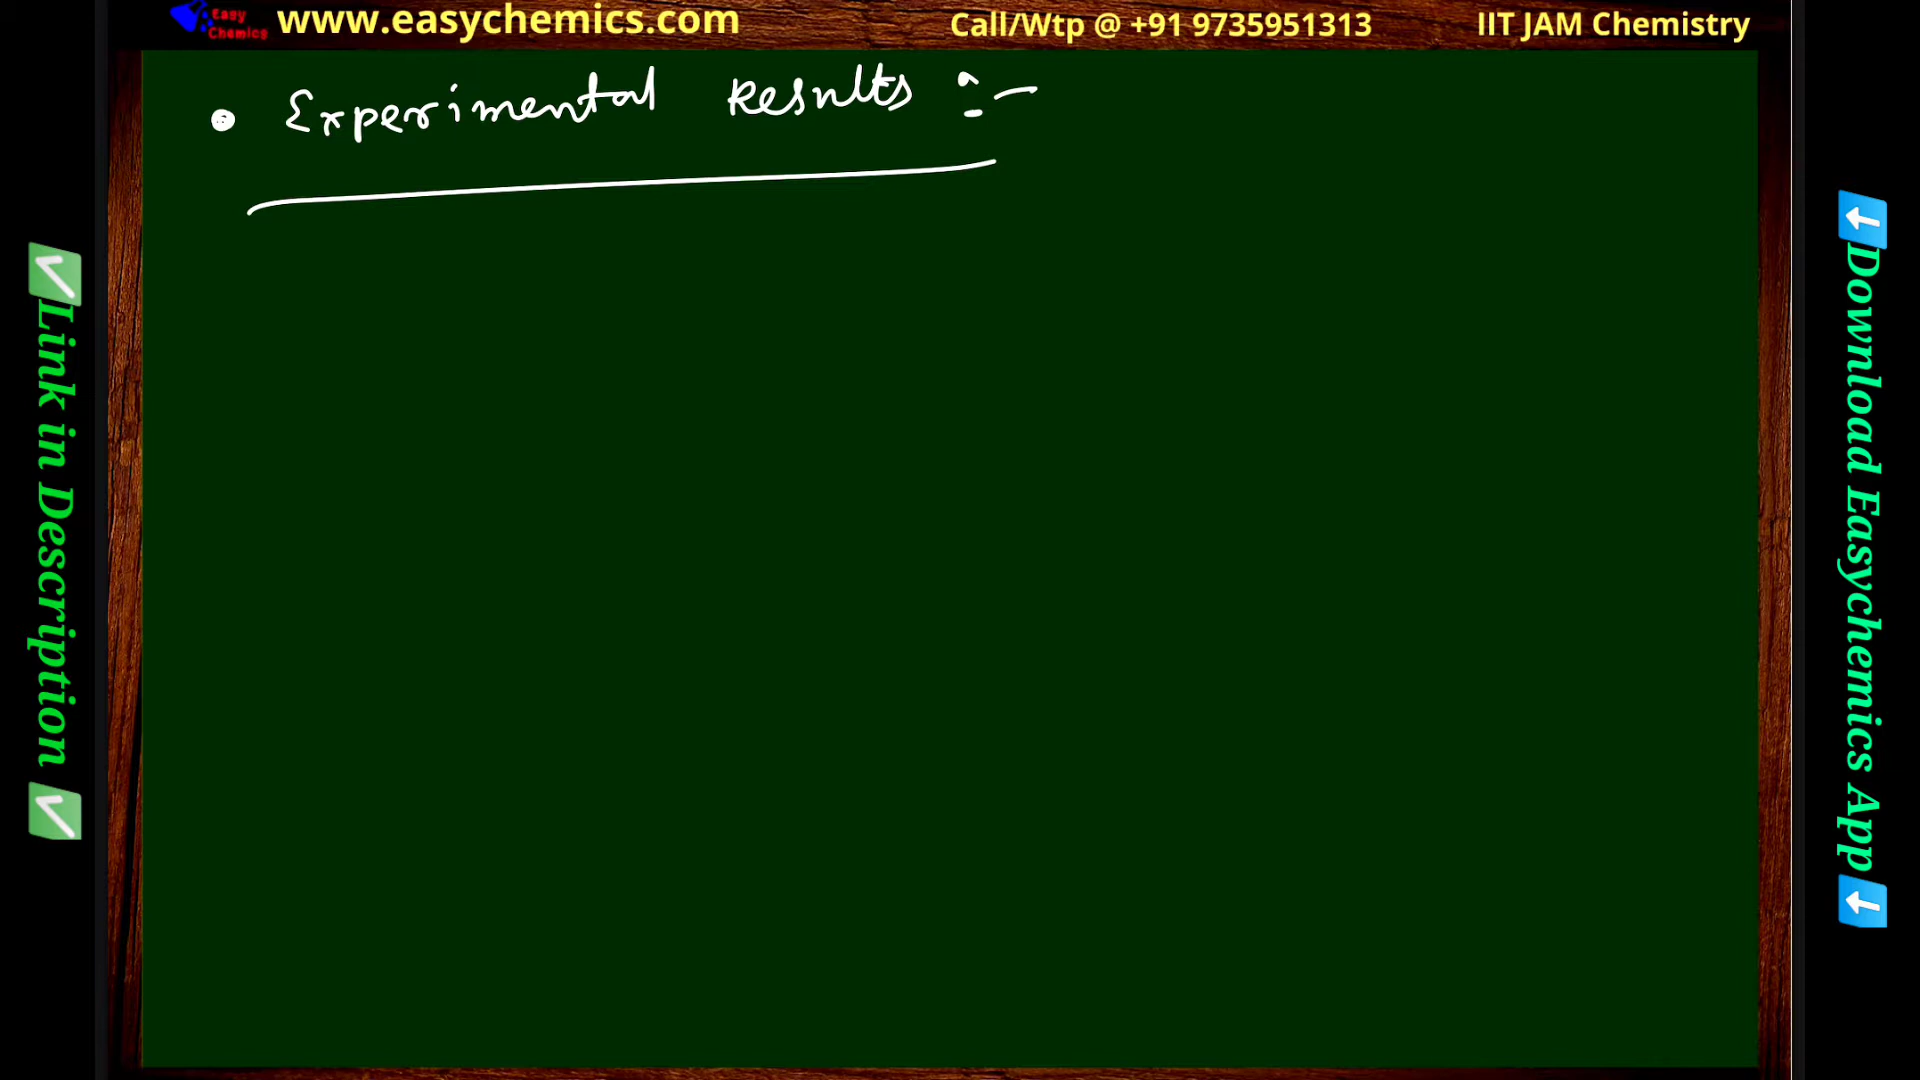 Easy
Chemics
www.easychemics.com
Call/Wtp @ +91 9735951313
IIT JAM Chemistry
• Experimental Results :-
✅Link in Description ✅
⬇Download Easychemics App⬇